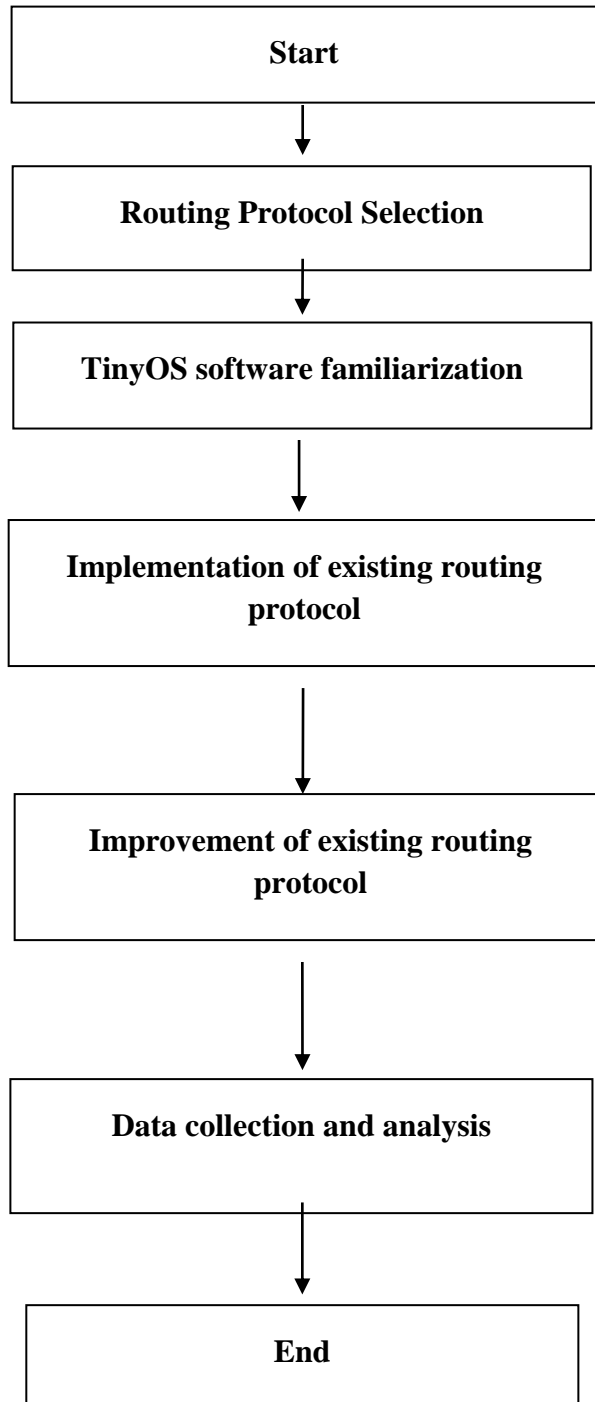 Start
Routing Protocol Selection
TinyOS software familiarization
Implementation of existing routing
protocol
Improvement of existing routing
protocol
Data collection and analysis
End